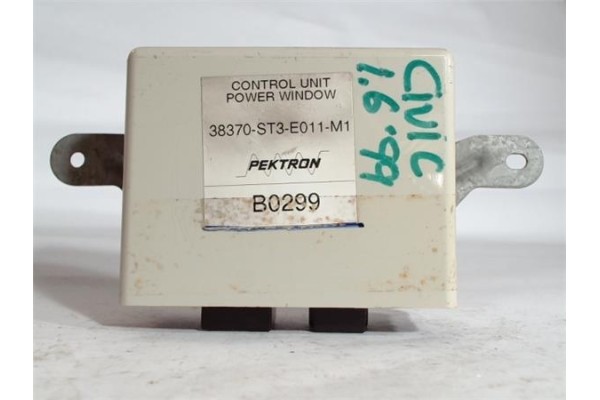 CONTROL UNIT
POWER WINDOW
38370-ST3-E011-M1
PEKTRON
B0299
CIVIC
1.6'99